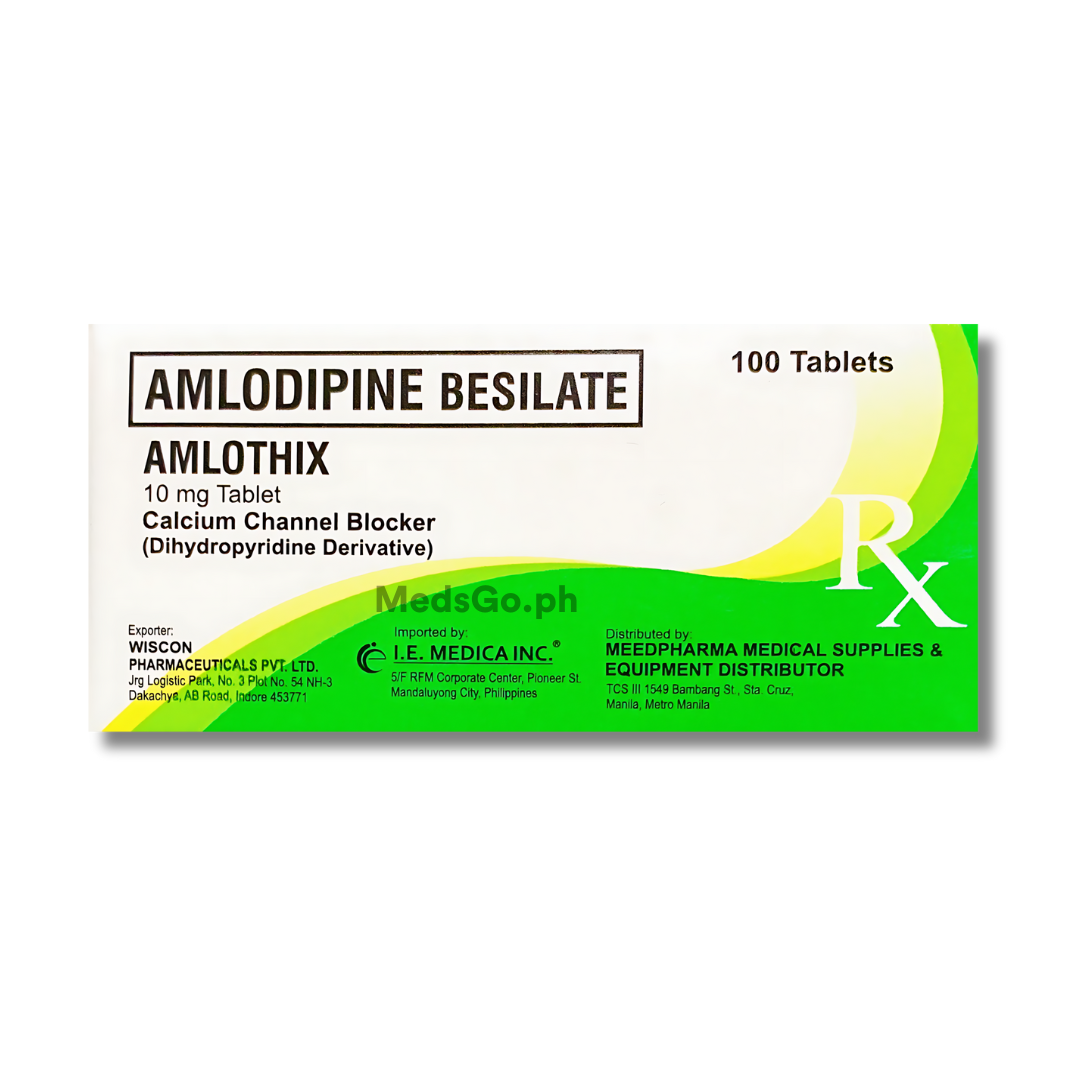 AMLODIPINE BESILATE
100 Tablets
AMLOTHIX
10 mg Tablet
Calcium Channel Blocker
(Dihydropyridine Derivative)
Rx
MedsGo.ph
Exporter:
WISCON
PHARMACEUTICALS PVT. LTD.
Jrg Logistic Park, No. 3 Plot No. 54 NH-3
Dakachya, AB Road, Indore 453771
Imported by:
I.E. MEDICA INC.®
5/F RFM Corporate Center, Pioneer St.
Mandaluyong City, Philippines
Distributed by:
MEEDPHARMA MEDICAL SUPPLIES &
EQUIPMENT DISTRIBUTOR
TCS III 1549 Bambang St., Sta. Cruz,
Manila, Metro Manila